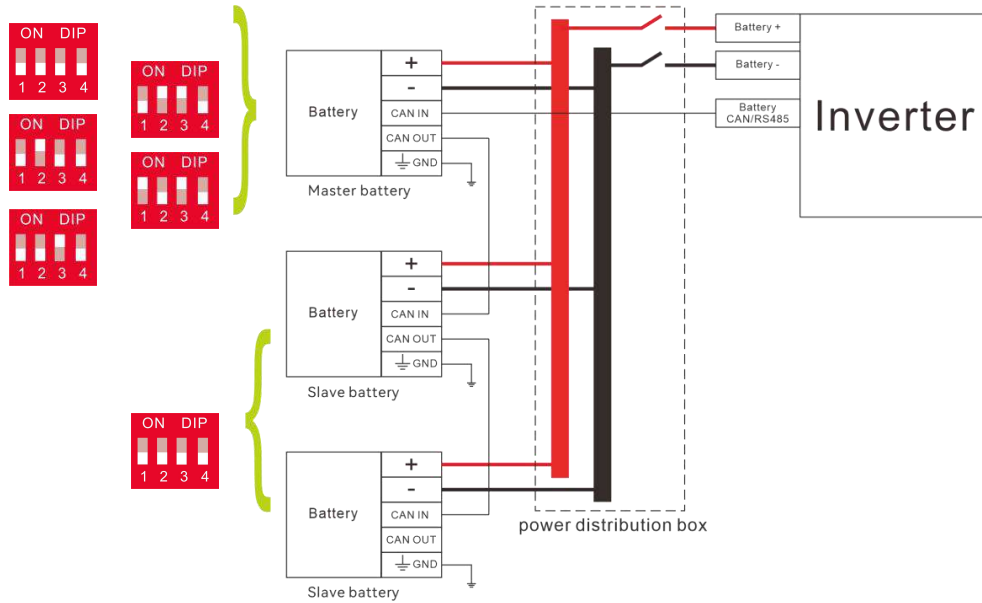 ON DIP
1 2 3 4
ON DIP
1 2 3 4
ON DIP
1 2 3 4
ON DIP
1 2 3 4
ON DIP
1 2 3 4
Battery
+
-
CAN IN
CAN OUT
GND
Master battery
Battery
+
-
CAN IN
CAN OUT
GND
Slave battery
ON DIP
1 2 3 4
Battery
+
-
CAN IN
CAN OUT
GND
Slave battery
power distribution box
Battery +
Battery -
Battery
CAN/RS485
Inverter